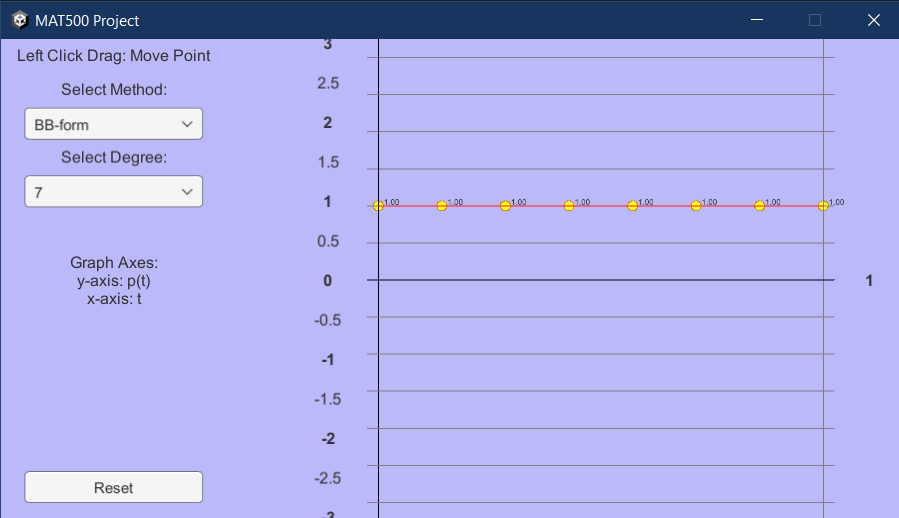 MAT500 Project
Left Click Drag: Move Point
Select Method:
BB-form
Select Degree:
7
Graph Axes:
y-axis: p(t)
x-axis: t
Reset
3
2.5
2
1.5
1
0.5
0
-0.5
-1
-1.5
-2
-2.5
-3
1.00 1.00 1.00 1.00 1.00 1.00 1.00 1.00
1